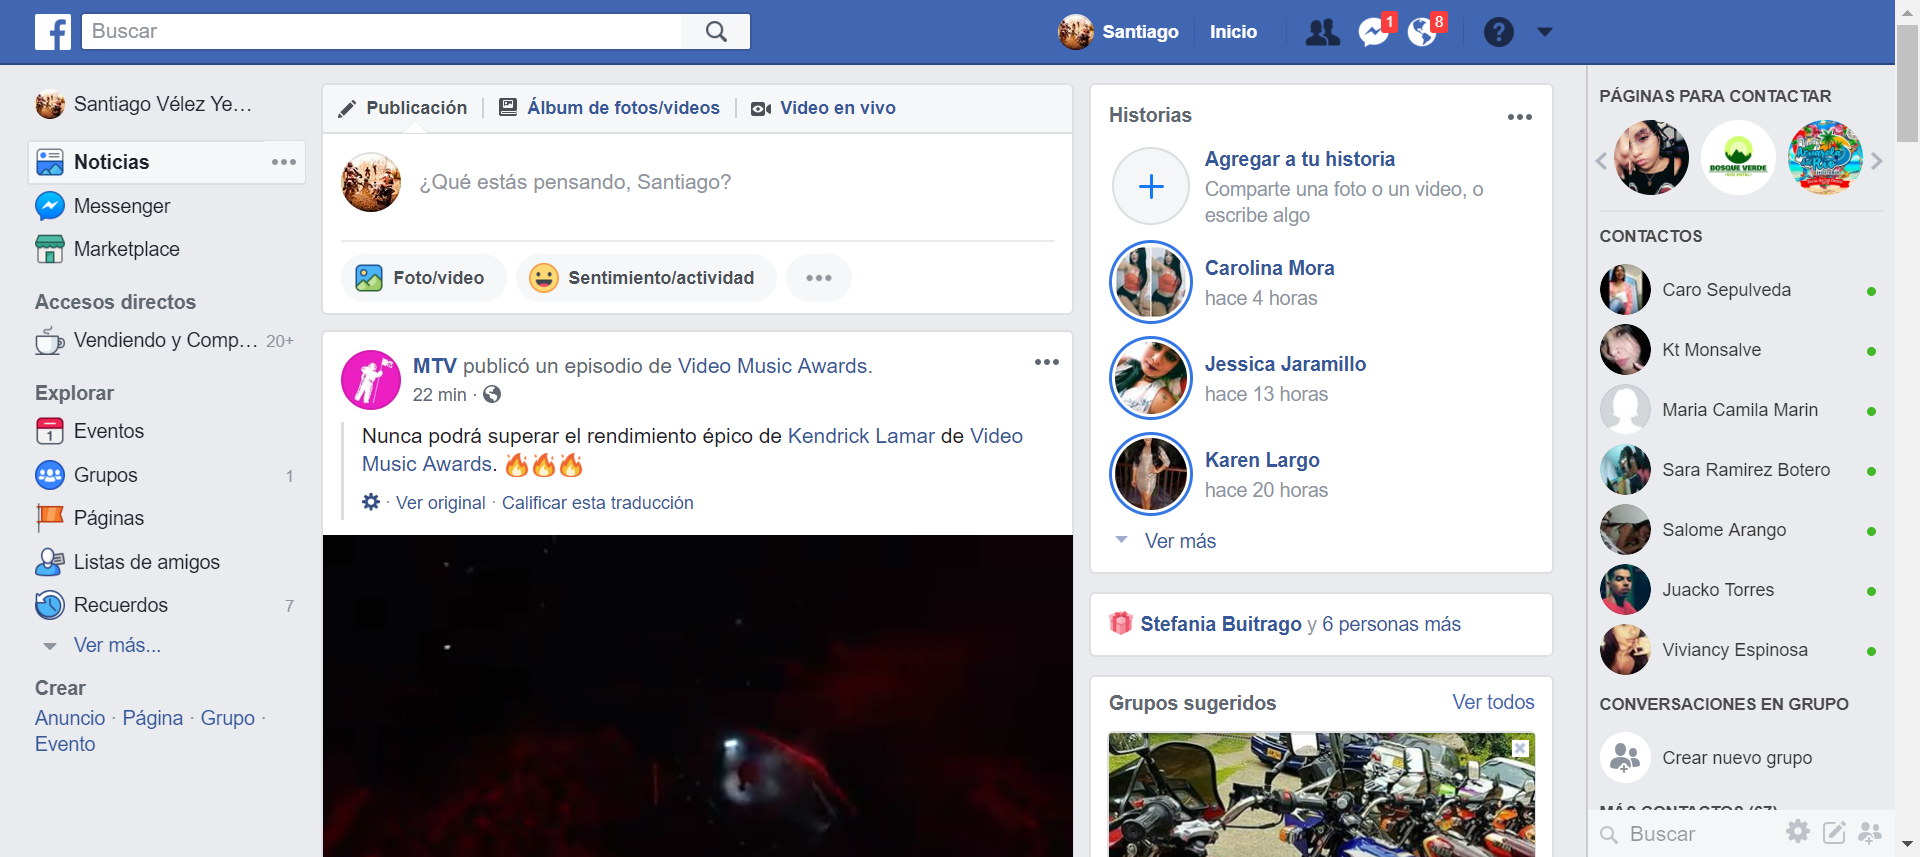 Buscar
Santiago
Inicio
1
8
Santiago Vélez Ye...
Noticias
Messenger
Marketplace
Accesos directos
Vendiendo y Comp... 20+
Explorar
1
Eventos
Grupos 1
Páginas
Listas de amigos
Recuerdos 7
Ver más...
Crear
Anuncio · Página · Grupo ·
Evento
Publicación
Álbum de fotos/videos
Video en vivo
¿Qué estás pensando, Santiago?
Foto/video
Sentimiento/actividad
MTV publicó un episodio de Video Music Awards.
22 min ·
Nunca podrá superar el rendimiento épico de Kendrick Lamar de Video
Music Awards. 🔥🔥🔥
· Ver original · Calificar esta traducción
Historias
Agregar a tu historia
Comparte una foto o un video, o
escribe algo
Carolina Mora
hace 4 horas
Jessica Jaramillo
hace 13 horas
Karen Largo
hace 20 horas
Ver más
Stefania Buitrago y 6 personas más
Grupos sugeridos
Ver todos
PÁGINAS PARA CONTACTAR
BOSQUE VERDE
CONTACTOS
Caro Sepulveda
Kt Monsalve
Maria Camila Marin
Sara Ramirez Botero
Salome Arango
Juacko Torres
Viviancy Espinosa
CONVERSACIONES EN GRUPO
Crear nuevo grupo
MÁS CONTACTOS (67)
Buscar